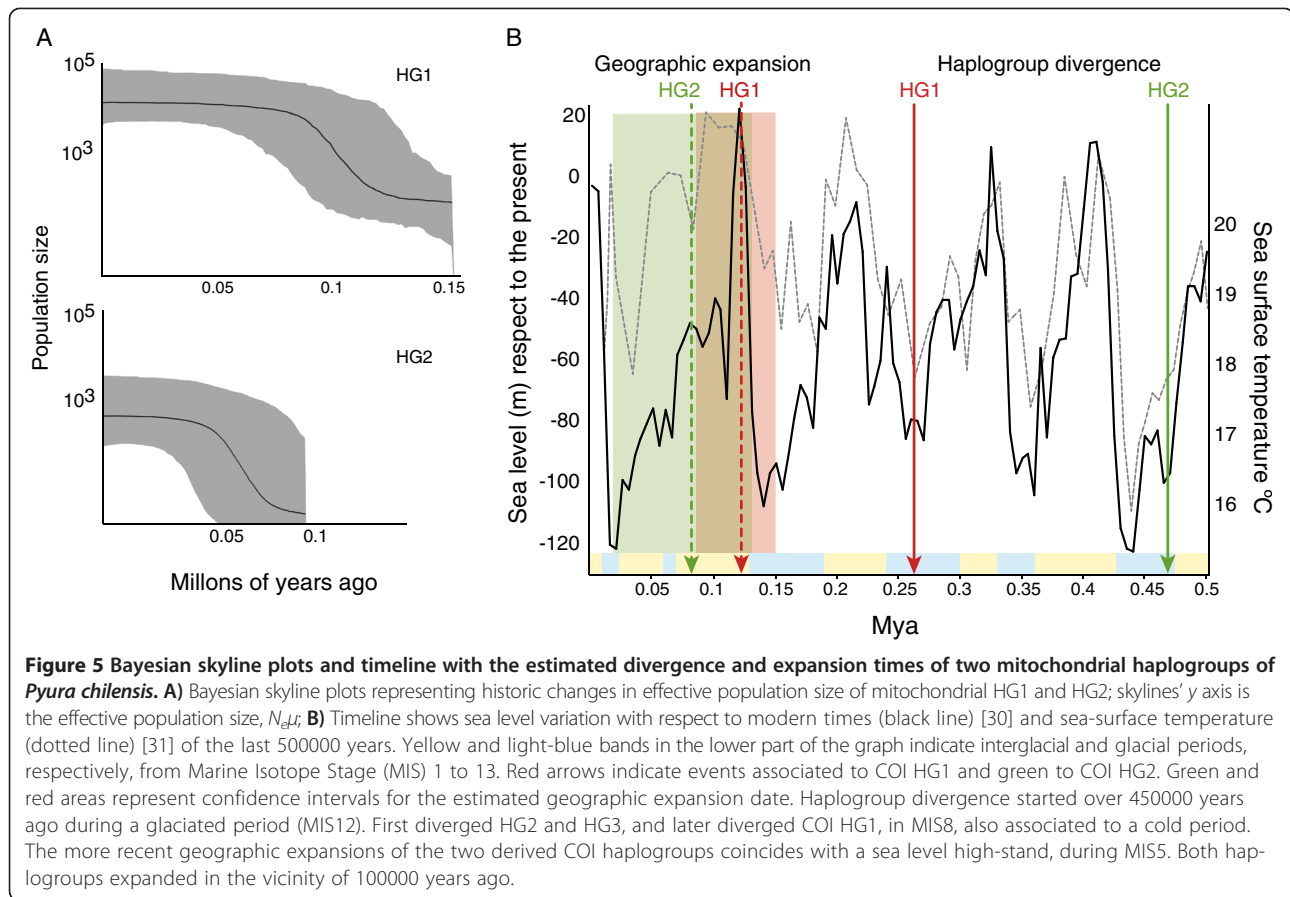 A
HG1
10^5
10^3
0.05
0.1
0.15
Population size
HG2
10^5
10^3
0.05
0.1
Millons of years ago
B
Geographic expansion
Haplogroup divergence
HG2
HG1
HG1
HG2
20
0
-20
-40
-60
-80
-100
-120
Sea level (m) respect to the present
20
19
18
17
16
Sea surface temperature ºC
0.05
0.1
0.15
0.2
0.25
0.3
0.35
0.4
0.45
0.5
Mya
Figure 5 Bayesian skyline plots and timeline with the estimated divergence and expansion times of two mitochondrial haplogroups of
Pyura chilensis. A) Bayesian skyline plots representing historic changes in effective population size of mitochondrial HG1 and HG2; skylines' y axis is
the effective population size, Neμ; B) Timeline shows sea level variation with respect to modern times (black line) [30] and sea-surface temperature
(dotted line) [31] of the last 500000 years. Yellow and light-blue bands in the lower part of the graph indicate interglacial and glacial periods,
respectively, from Marine Isotope Stage (MIS) 1 to 13. Red arrows indicate events associated to COI HG1 and green to COI HG2. Green and
red areas represent confidence intervals for the estimated geographic expansion date. Haplogroup divergence started over 450000 years
ago during a glaciated period (MIS12). First diverged HG2 and HG3, and later diverged COI HG1, in MIS8, also associated to a cold period.
The more recent geographic expansions of the two derived COI haplogroups coincides with a sea level high-stand, during MIS5. Both hap-
logroups expanded in the vicinity of 100000 years ago.